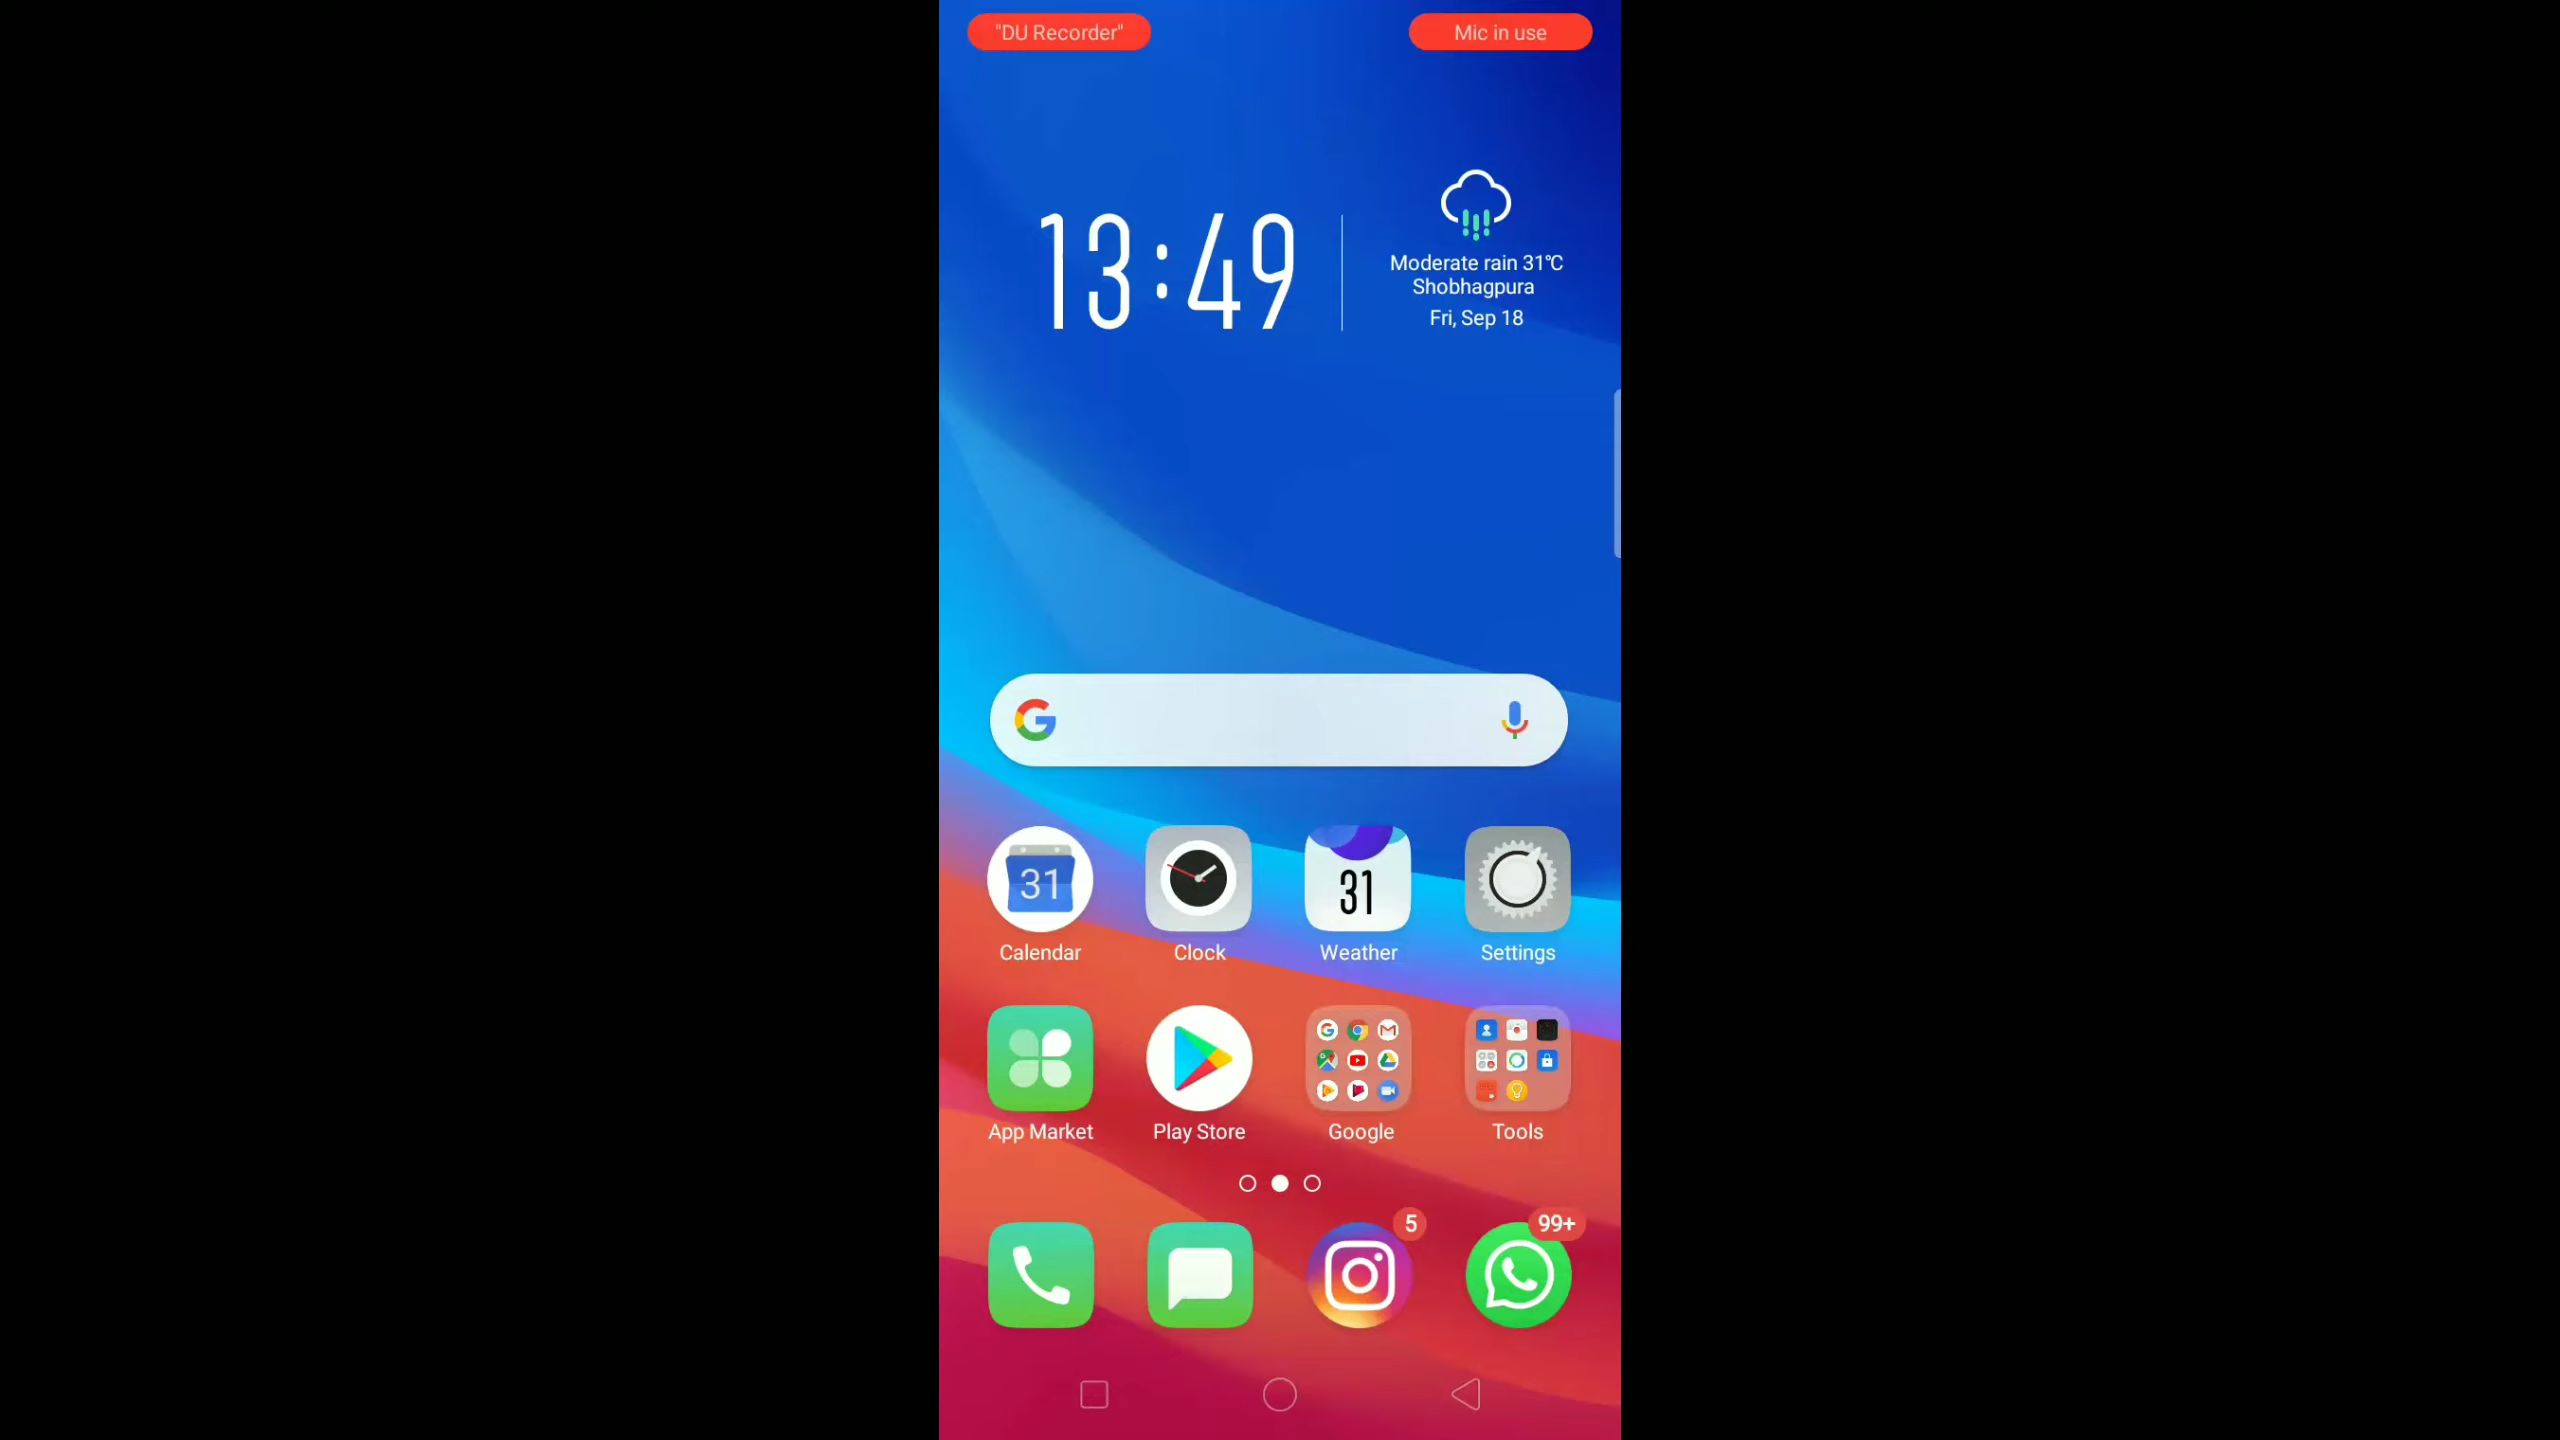 "DU Recorder"
Mic in use
13:49
Moderate rain 31℃
Shobhagpura
Fri, Sep 18
31
31
Calendar
Clock
Weather
Settings
App Market
Play Store
Google
Tools
5
99+